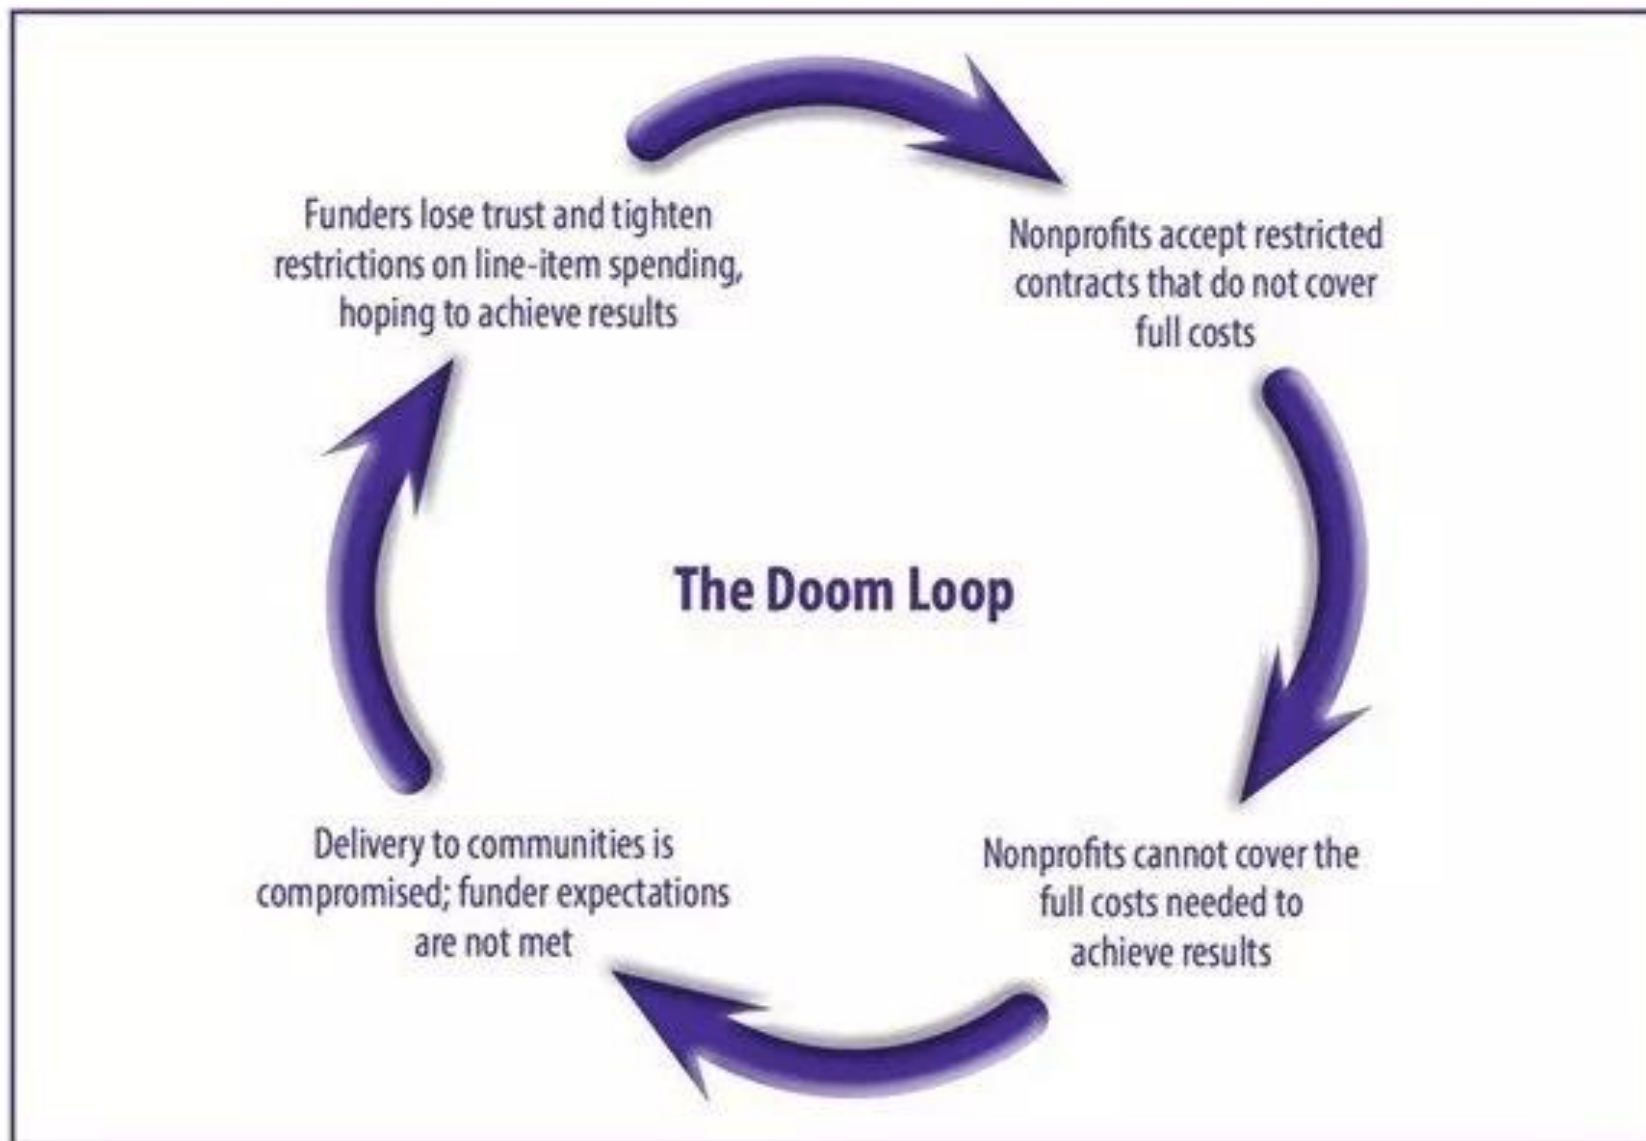 Funders lose trust and tighten
restrictions on line-item spending,
hoping to achieve results
Nonprofits accept restricted
contracts that do not cover
full costs
The Doom Loop
Delivery to communities is
compromised; funder expectations
are not met
Nonprofits cannot cover the
full costs needed to
achieve results